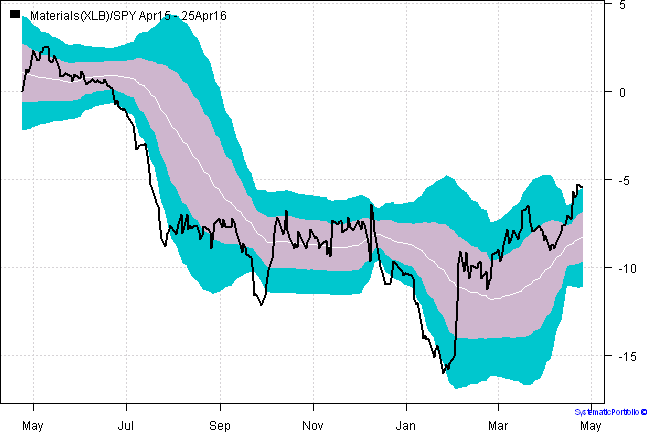 Materials(XLB)/SPY Apr15 - 25Apr16
5
0
-5
-10
-15
SystematicPortfolio ©
May Jul Sep Nov Jan Mar May